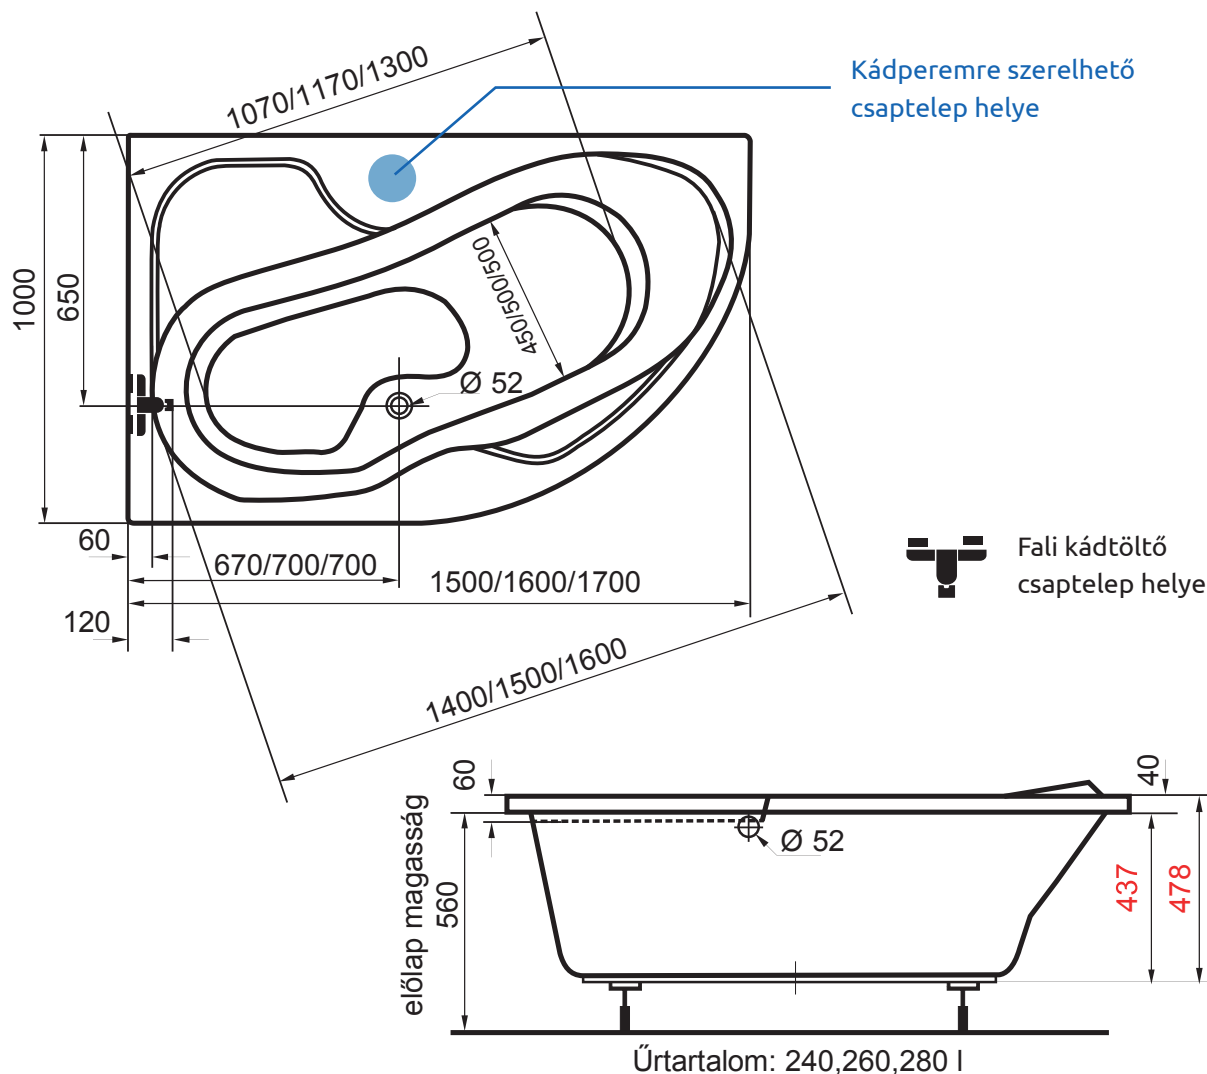 1070/1170/1300
Kádperemre szerelhető
csaptelep helye
1000
650
450/500/500
Ø 52
60
670/700/700
1500/1600/1700
120
Fali kádtöltő
csaptelep helye
1400/1500/1600
60
40
előlap magasság
560
Ø 52
437
478
Űrtartalom: 240,260,280 l